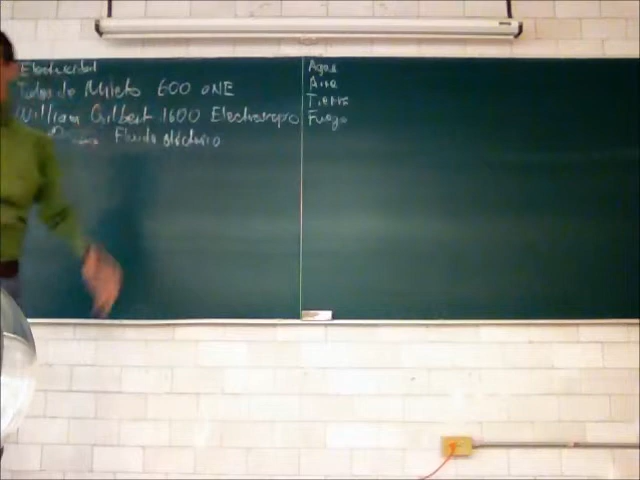 Electricidad
Tales de Mileto 600 aNE
William Gilbert 1600 Electroscopio
Fluido eléctrico
Agua
Aire
Tierra
Fuego